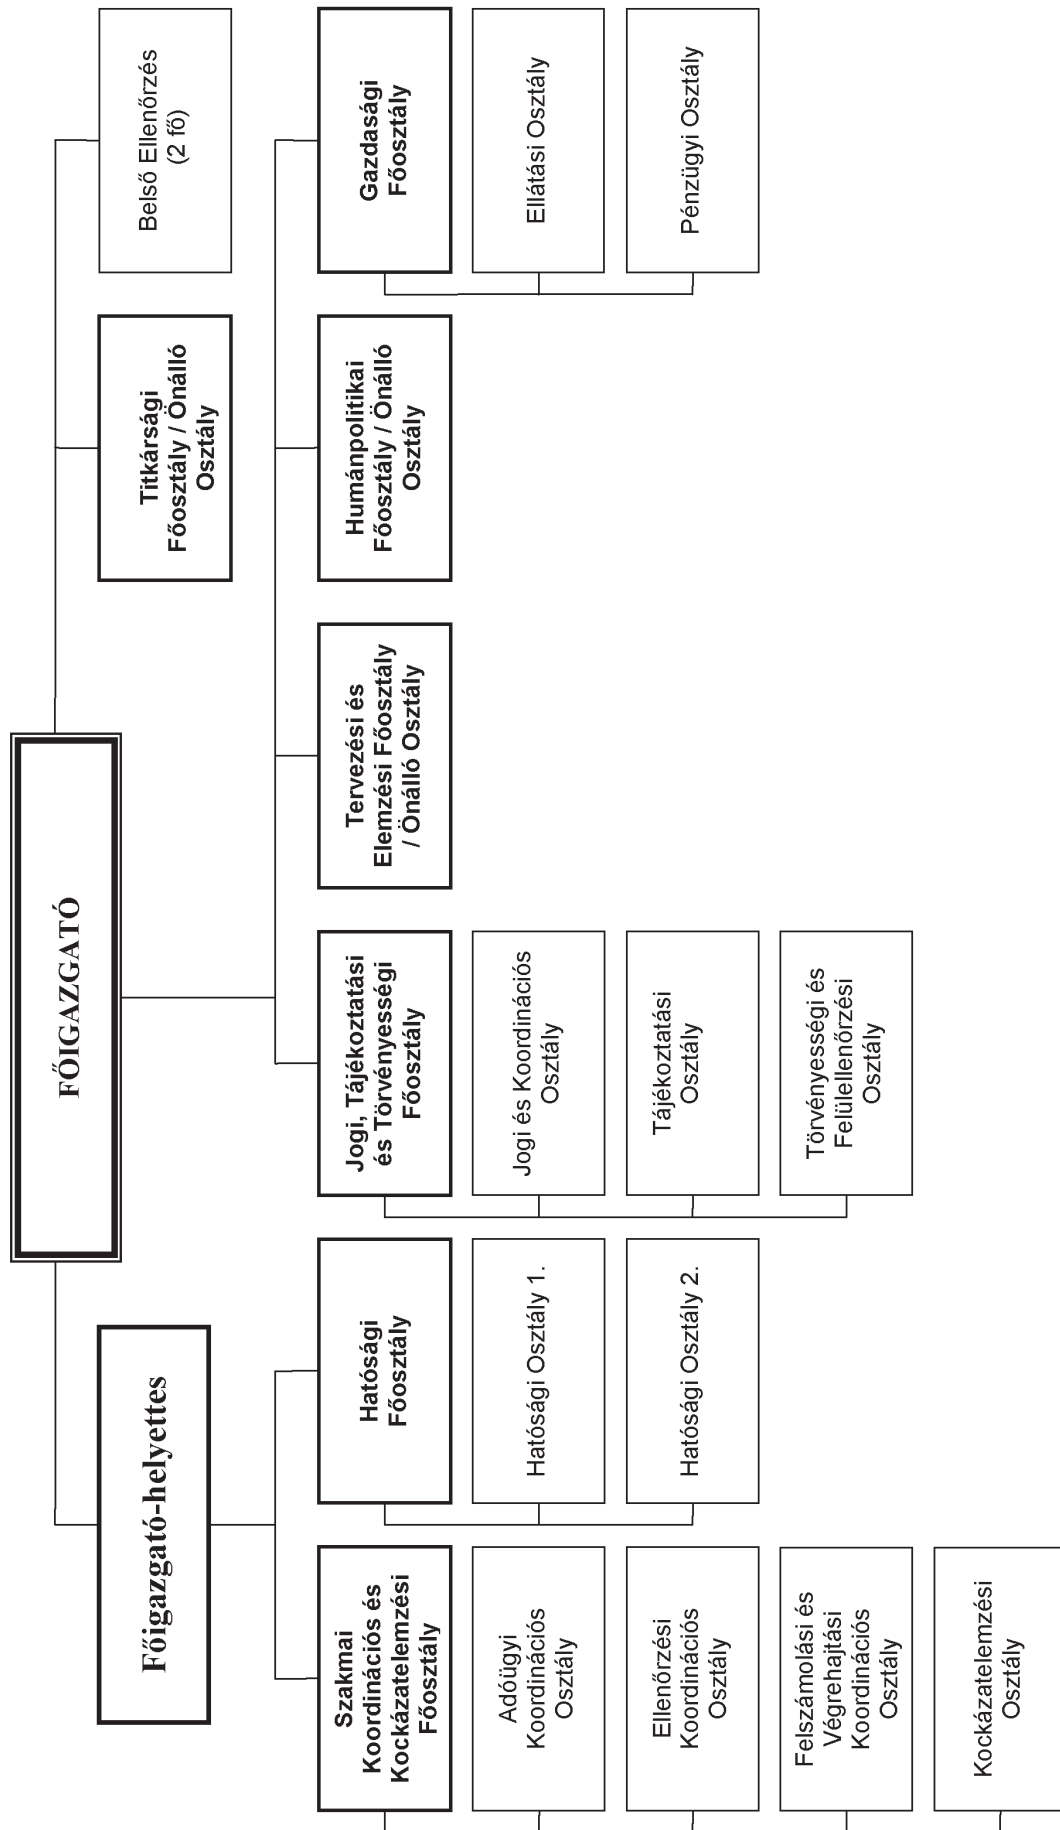 FŐIGAZGATÓ
Főigazgató-helyettes
Titkársági
Főosztály / Önálló
Osztály
Belső Ellenőrzés
(2 fő)
Szakmai
Koordinációs és
Kockázatelemzési
Főosztály
Hatósági
Főosztály
Jogi, Tájékoztatási
és Törvényességi
Főosztály
Tervezési és
Elemzési Főosztály
/ Önálló Osztály
Humánpolitikai
Főosztály / Önálló
Osztály
Gazdasági
Főosztály
Adóügyi
Koordinációs
Osztály
Hatósági Osztály 1.
Jogi és Koordinációs
Osztály
Ellátási Osztály
Ellenőrzési
Koordinációs
Osztály
Hatósági Osztály 2.
Tájékoztatási
Osztály
Pénzügyi Osztály
Felszámolási és
Végrehajtási
Koordinációs
Osztály
Törvényességi és
Felülellenőrzési
Osztály
Kockázatelemzési
Osztály